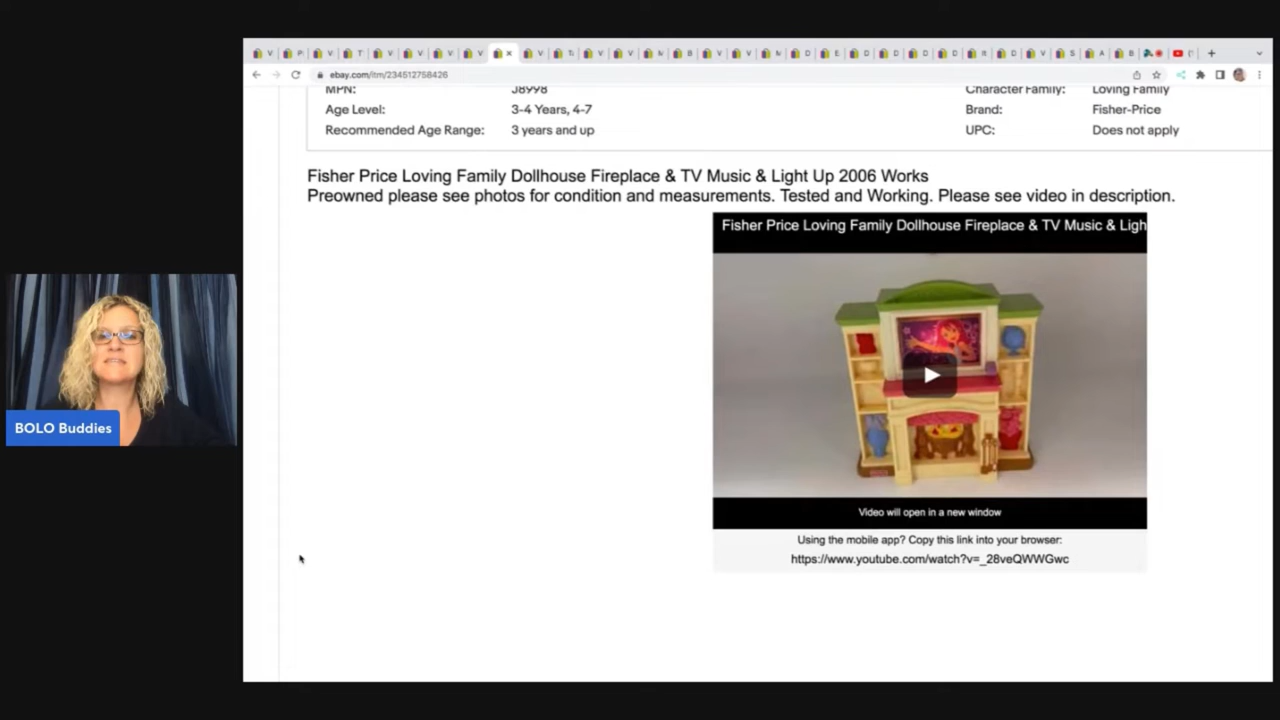 ebay.com/itm/234512758426
MPN: J8998 Character Family: Loving Family
Age Level: 3-4 Years, 4-7 Brand: Fisher-Price
Recommended Age Range: 3 years and up UPC: Does not apply
Fisher Price Loving Family Dollhouse Fireplace & TV Music & Light Up 2006 Works
Preowned please see photos for condition and measurements. Tested and Working. Please see video in description.
Fisher Price Loving Family Dollhouse Fireplace & TV Music & Ligh
Video will open in a new window
Using the mobile app? Copy this link into your browser:
https://www.youtube.com/watch?v=_28veQWWGwc
BOLO Buddies